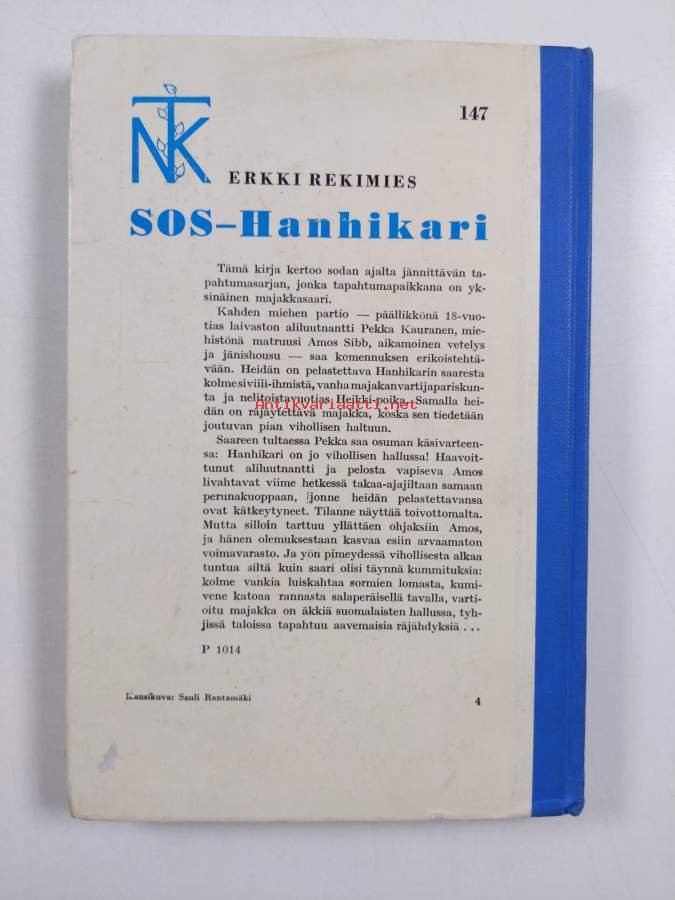 NTK
147
ERKKI REKIMIES
SOS–Hanhikari
Tämä kirja kertoo sodan ajalta jännittävän ta-
pahtumasarjan, jonka tapahtumapaikkana on yk-
sinäinen majakkasaari.
Kahden miehen partio — päällikkönä 18-vuo-
tias laivaston aliluutnantti Pekka Kauranen, mie-
histönä matruusi Amos Sibb, aikamoinen vetelys
ja jänishousu — saa komennuksen erikoistehtä-
vään. Heidän on pelastettava Hanhikarin saaresta
kolme siviili-ihmistä, vanha majakanvartijapariskun-
ta ja nelitoistavuotias Heikki-poika. Samalla hei-
dän on räjäytettävä majakka, koska sen tiedetään
joutuvan pian vihollisen haltuun.
Antikvariaatti.net
Saareen tultaessa Pekka saa osuman käsivarteen-
sa: Hanhikari on jo vihollisen hallussa! Haavoit-
tunut aliluutnantti ja pelosta vapiseva Amos
livahtavat viime hetkessä takaa-ajajiltaan samaan
perunakuoppaan, jonne heidän pelastettavansa
ovat kätkeytyneet. Tilanne näyttää toivottomalta.
Mutta silloin tarttuu yllättäen ohjaksiin Amos,
ja hänen olemuksestaan kasvaa esiin arvaamaton
voimavarasto. Ja yön pimeydessä vihollisesta alkaa
tuntua siltä kuin saari olisi täynnä kummituksia:
kolme vankia luiskahtaa sormien lomasta, kumi-
vene katoaa rannasta salaperäisellä tavalla, varti-
oitu majakka on äkkiä suomalaisten hallussa, tyh-
jissä taloissa tapahtuu aavemaisia räjähdyksiä ...
P 1014
Kansikuva: Sauli Rantamäki
4